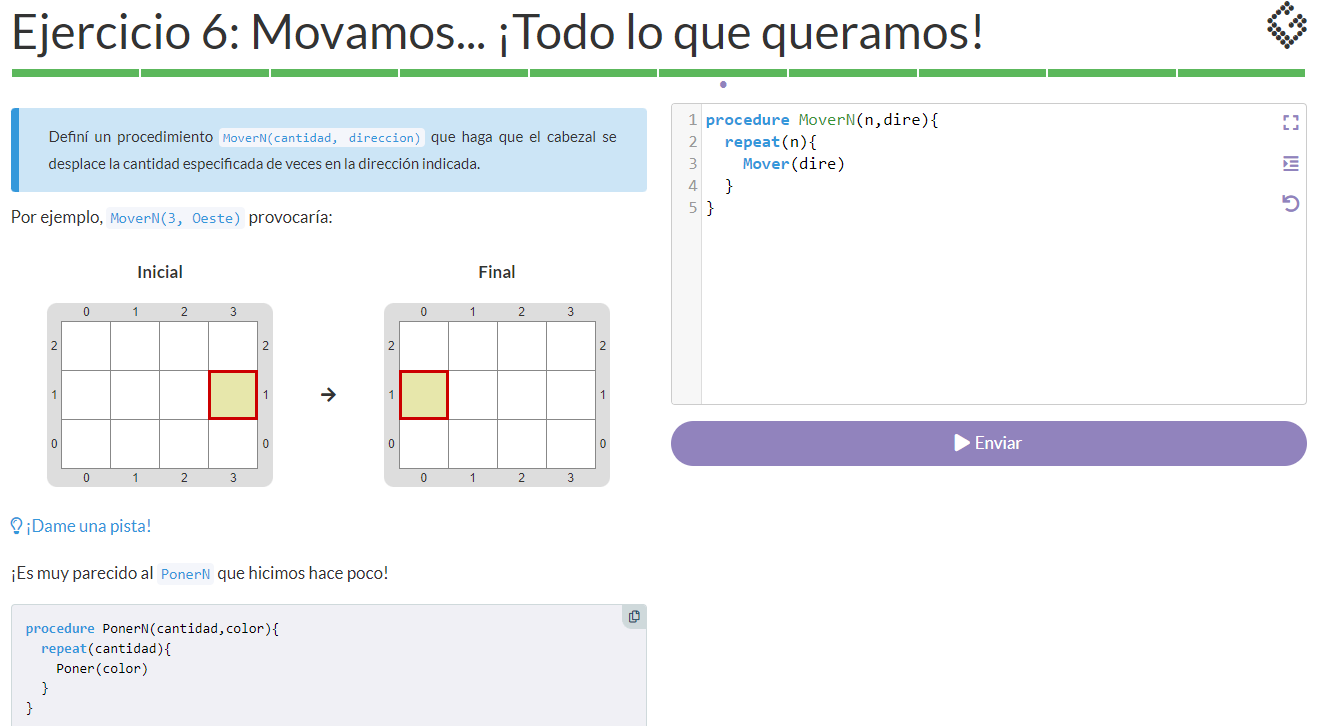 Ejercicio 6: Movamos... ¡Todo lo que queramos!
Definí un procedimiento MoverN(cantidad, direccion) que haga que el cabezal se
desplace la cantidad especificada de veces en la dirección indicada.
Por ejemplo, MoverN(3, Oeste) provocaría:
Inicial
Final
0 1 2 3
2 2
1 1
0 0
0 1 2 3
0 1 2 3
2 2
1 1
0 0
0 1 2 3
¡Dame una pista!
¡Es muy parecido al PonerN que hicimos hace poco!
procedure PonerN(cantidad,color){
repeat(cantidad){
Poner(color)
}
}
1 procedure MoverN(n,dire){
2 repeat(n){
3 Mover(dire)
4 }
5 }
Enviar